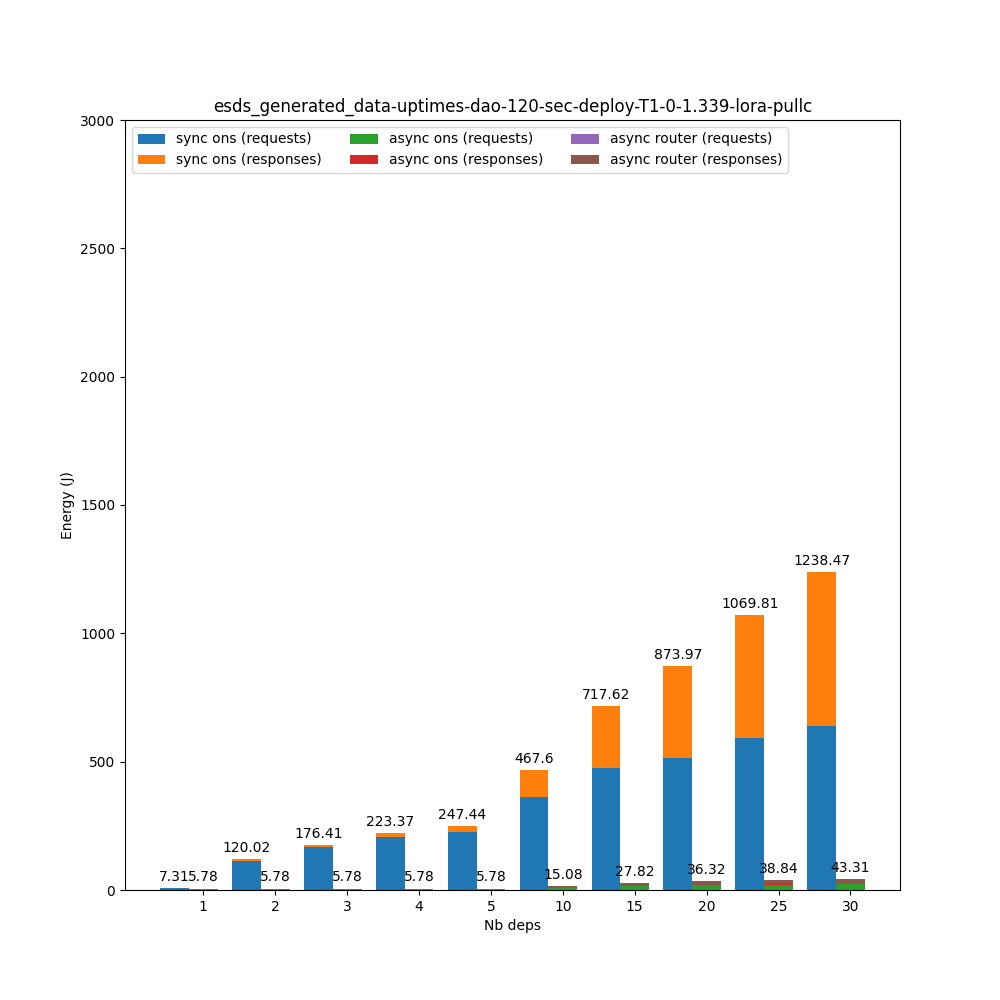 esds_generated_data-uptimes-dao-120-sec-deploy-T1-0-1.339-lora-pullc
3000
sync ons (requests) async ons (requests) async router (requests)
sync ons (responses) async ons (responses) async router (responses)
2500
2000
1500
1000
500
0
Energy (J)
7.31 5.78
120.02 5.78
176.41 5.78
223.37 5.78
247.44 5.78
467.6 15.08
717.62 27.82
873.97 36.32
1069.81 38.84
1238.47 43.31
1 2 3 4 5 10 15 20 25 30
Nb deps